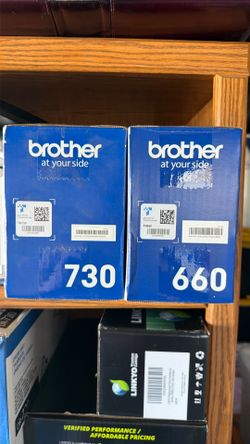 brother
at your side
730
brother
at your side
660
LINKYO
VERIFIED PERFORMANCE /
AFFORDABLE PRICING